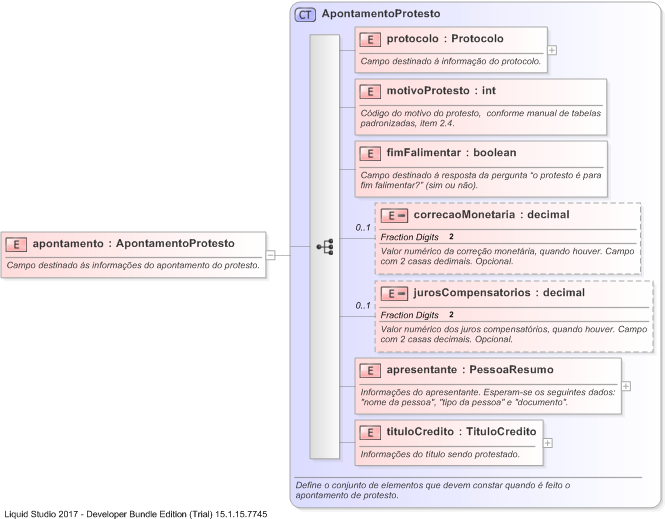 CT ApontamentoProtesto
E protocolo : Protocolo
Campo destinado à informação do protocolo.
E motivoProtesto : int
Código do motivo do protesto, conforme manual de tabelas
padronizadas, item 2.4.
E fimFalimentar : boolean
Campo destinado à resposta da pergunta "o protesto é para
fim falimentar?" (sim ou não).
0..1
E correcaoMonetaria : decimal
Fraction Digits 2
Valor numérico da correção monetária, quando houver. Campo
com 2 casas dedimais. Opcional.
E apontamento : ApontamentoProtesto
Campo destinado às informações do apontamento do protesto.
0..1
E jurosCompensatorios : decimal
Fraction Digits 2
Valor numérico dos juros compensatórios, quando houver. Campo
com 2 casas decimais. Opcional.
E apresentante : PessoaResumo
Informações do apresentante. Esperam-se os seguintes dados:
"nome da pessoa", "tipo da pessoa" e "documento".
E tituloCredito : TituloCredito
Informações do título sendo protestado.
Define o conjunto de elementos que devem constar quando é feito o
apontamento de protesto.
Liquid Studio 2017 - Developer Bundle Edition (Trial) 15.1.15.7745